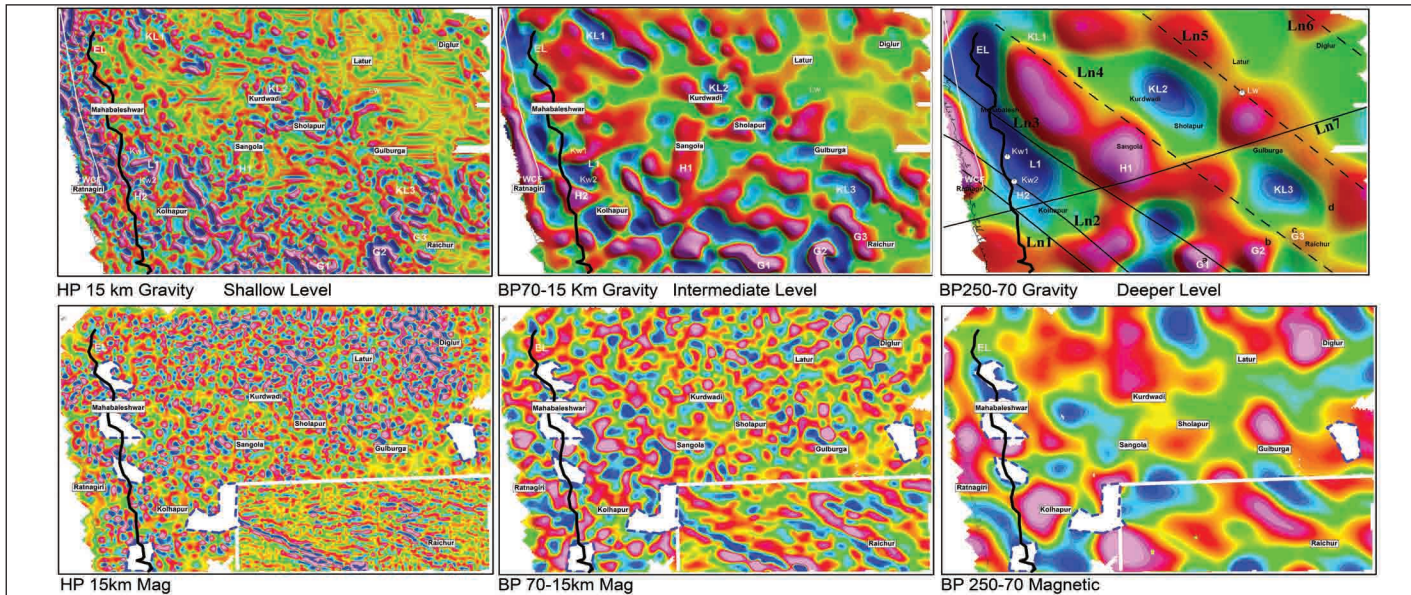 EL
KL1
Latur
Diglur
Mahabaleshwar
KL2
Kurdwadi
Sholapur
Sangola
Gulburga
Kw1
L1
H1
WCF
Ratnagiri
Kw2
H2
KL3
Kolhapur
Raichur
G2
G1
HP 15 km Gravity Shallow Level
EL
KL1
Diglur
Latur
Mahabaleshwar
KL2
Lw
Kurdwadi
Sholapur
Sangola
Gulburga
Kw1
L1
H1
WCF
Ratnagiri
Kw2
H2
KL3
Kolhapur
G3
Raichur
G2
G1
BP70-15 Km Gravity Intermediate Level
EL
KL1
Ln5
Ln6
Diglur
Latur
Ln4
KL2
Lw
Kurdwadi
Ln3
Sholapur
Ln7
Sangola
Gulburga
Kw1
L1
H1
WCF
Kw2
H2
KL3
Kolhapur
Ln2
d
c
Ln1
b
G3
Raichur
G2
a
G1
BP250-70 Gravity Deeper Level
EL
Diglur
Latur
Mahabaleshwar
Kurdwadi
Sholapur
Sangola
Gulburga
Ratnagiri
Kolhapur
Raichur
HP 15km Mag
EL
Diglur
Latur
Mahabaleshwar
Kurdwadi
Sholapur
Sangola
Gulburga
Ratnagiri
Kolhapur
Raichur
BP 70-15km Mag
EL
Diglur
Latur
Mahabaleshwar
Kurdwadi
Sholapur
Sangola
Gulburga
Ratnagiri
Kolhapur
Raichur
BP 250-70 Magnetic